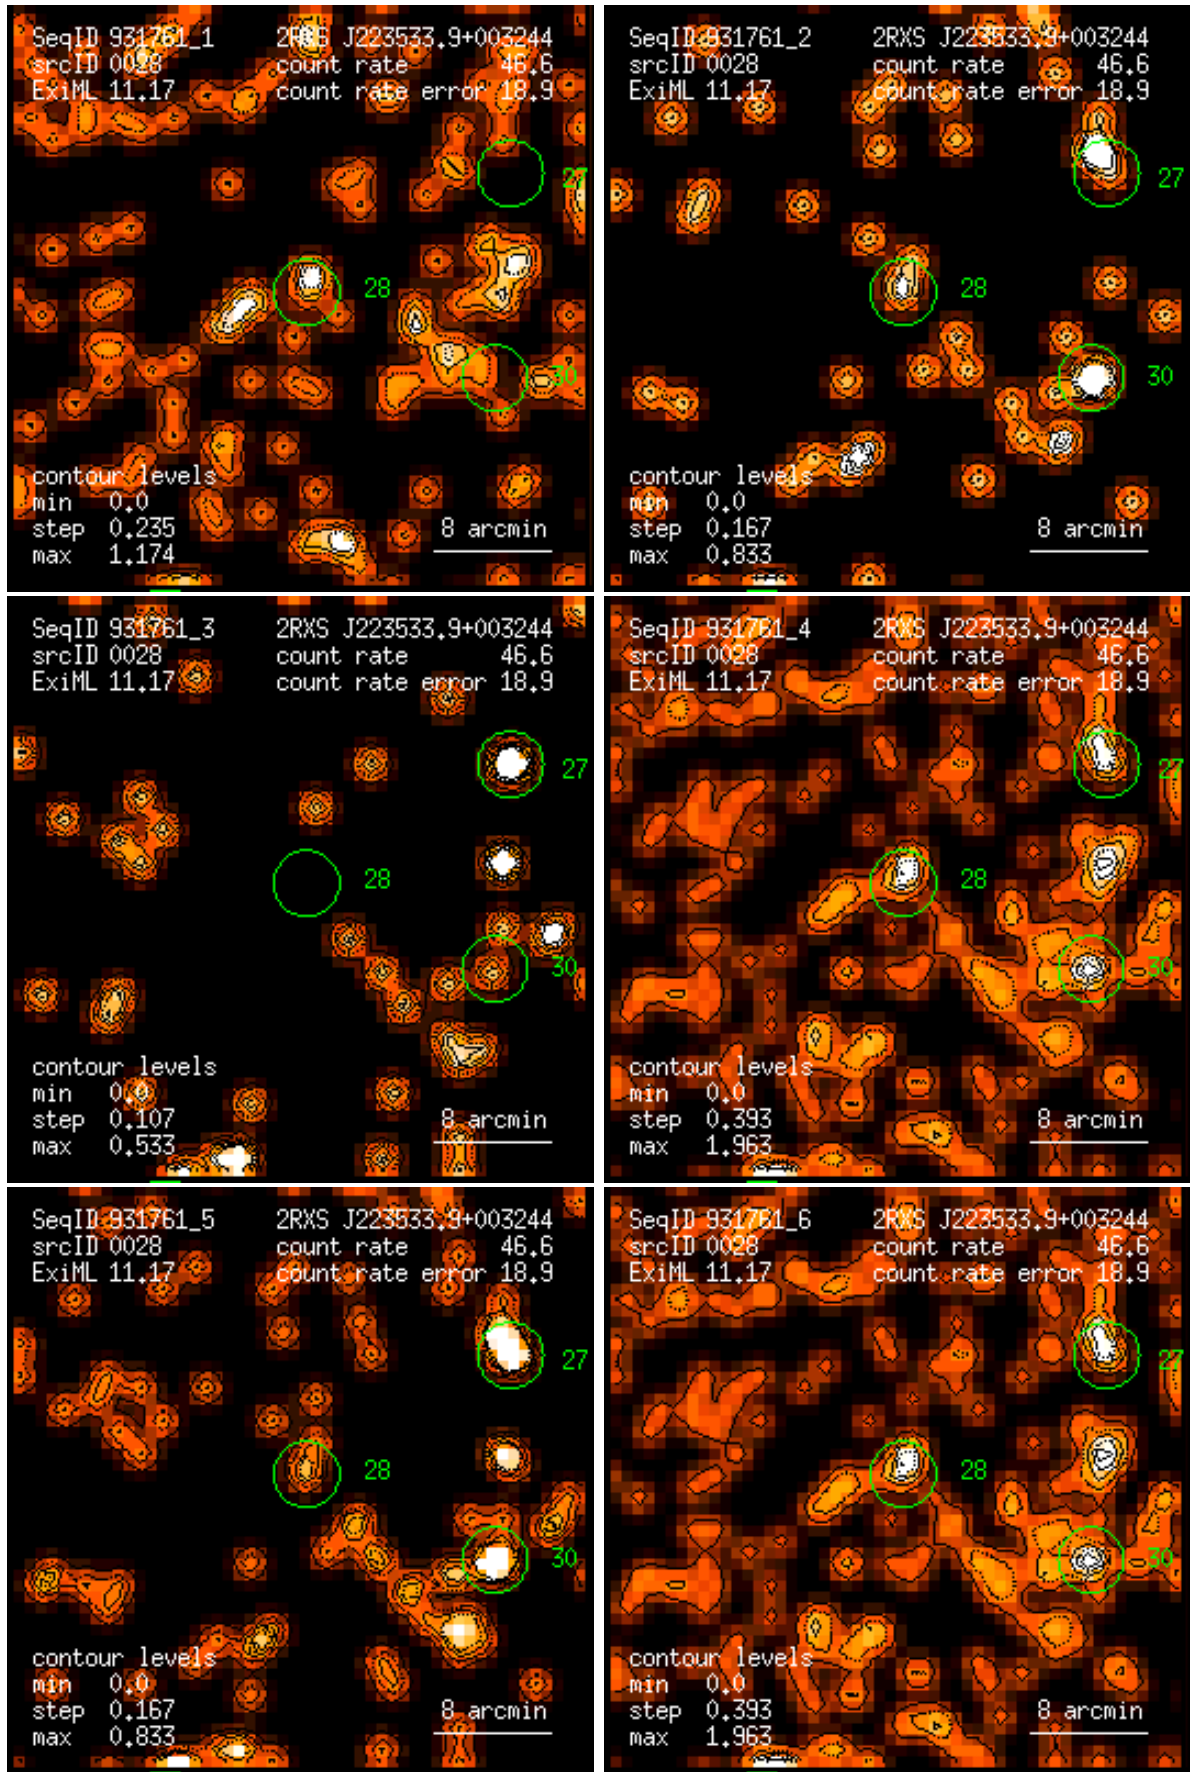 SeqID 931761_1 2RXS J223533.9+003244
srcID 0028 count rate 46.6
ExiML 11.17 count rate error 18.9
27
28
30
contour levels
min 0.0
step 0.235 8 arcmin
max 1.174
SeqID 931761_2 2RXS J223533.9+003244
srcID 0028 count rate 46.6
ExiML 11.17 count rate error 18.9
27
28
30
contour levels
min 0.0
step 0.167 8 arcmin
max 0.833
SeqID 931761_3 2RXS J223533.9+003244
srcID 0028 count rate 46.6
ExiML 11.17 count rate error 18.9
27
28
30
contour levels
min 0.0
step 0.107 8 arcmin
max 0.533
SeqID 931761_4 2RXS J223533.9+003244
srcID 0028 count rate 46.6
ExiML 11.17 count rate error 18.9
27
28
30
contour levels
min 0.0
step 0.393 8 arcmin
max 1.963
SeqID 931761_5 2RXS J223533.9+003244
srcID 0028 count rate 46.6
ExiML 11.17 count rate error 18.9
27
28
30
contour levels
min 0.0
step 0.167 8 arcmin
max 0.833
SeqID 931761_6 2RXS J223533.9+003244
srcID 0028 count rate 46.6
ExiML 11.17 count rate error 18.9
27
28
30
contour levels
min 0.0
step 0.393 8 arcmin
max 1.963